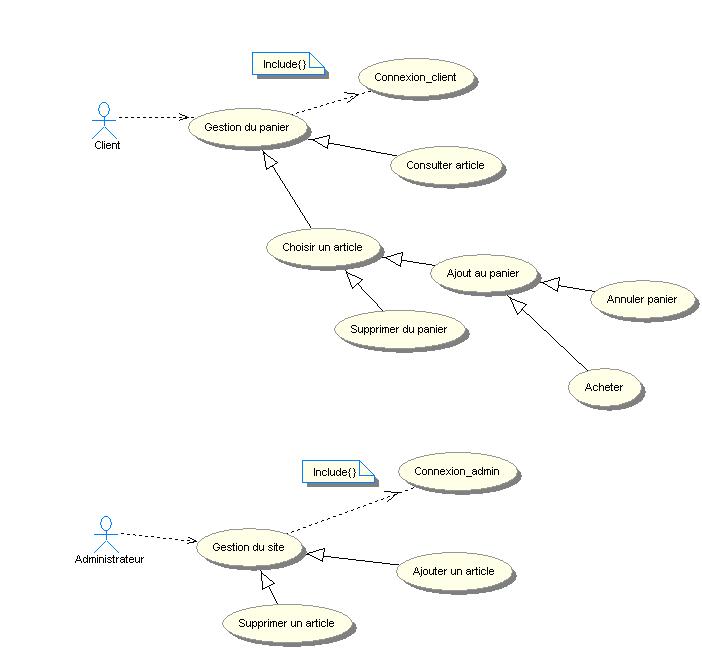 Include{}
Connexion_client
Gestion du panier
Client
Consulter article
Choisir un article
Ajout au panier
Annuler panier
Supprimer du panier
Acheter
Include{}
Connexion_admin
Gestion du site
Administrateur
Ajouter un article
Supprimer un article